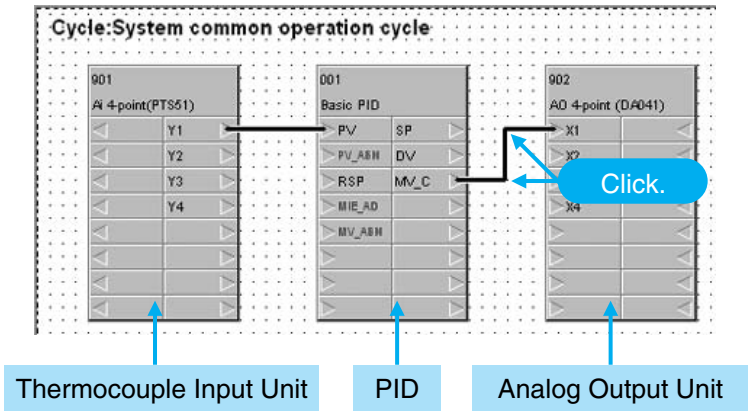 Cycle:System common operation cycle
901
Ai 4-point(PTS51)
Y1
Y2
Y3
Y4
001
Basic PID
PV SP
PV_ABN DV
RSP MV_C
MIE_AD
MV_ABN
902
AO 4-point (DA041)
X1
X2
X4
Click.
Thermocouple Input Unit
PID
Analog Output Unit